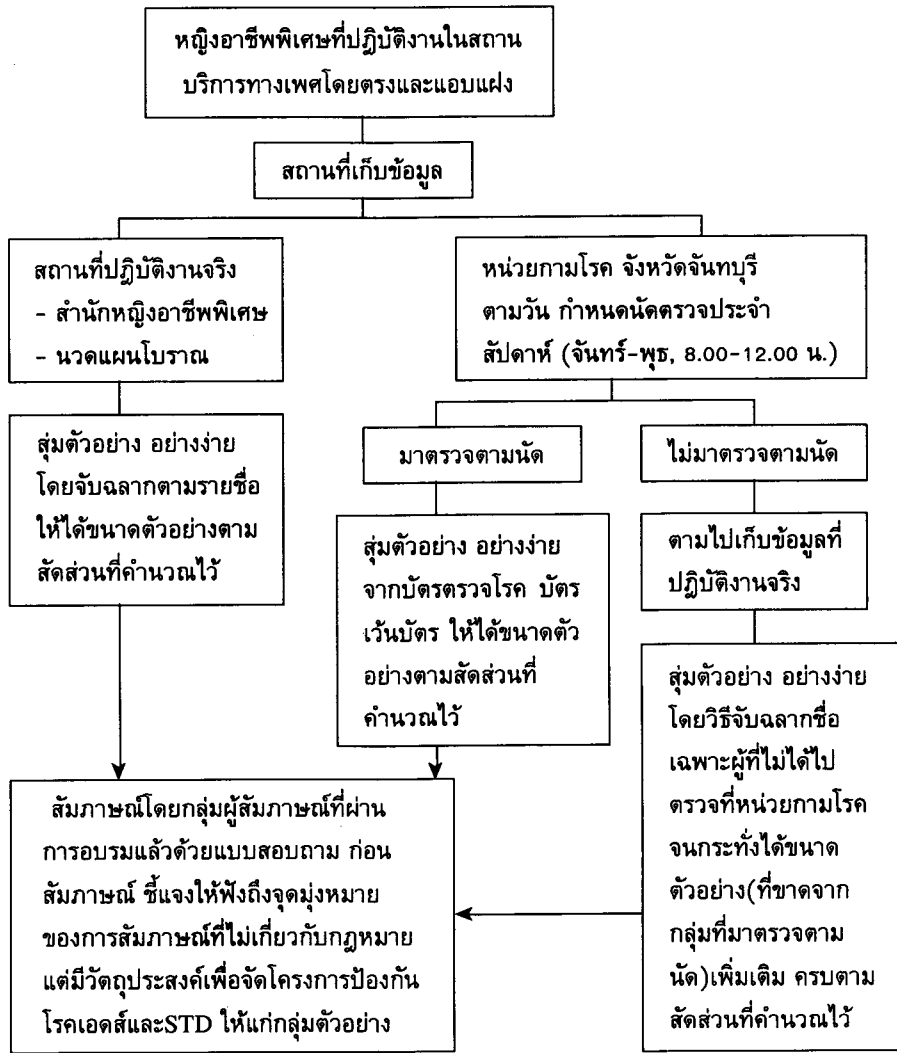 หญิงอาชีพพิเศษที่ปฏิบัติงานในสถาน
บริการทางเพศโดยตรงและแอบแฝง
สถานที่เก็บข้อมูล
สถานที่ปฏิบัติงานจริง
- สำนักหญิงอาชีพพิเศษ
- นวดแผนโบราณ
หน่วยกามโรค จังหวัดจันทบุรี
ตามวัน กำหนดนัดตรวจประจำ
สัปดาห์ (จันทร์-พุธ, 8.00-12.00 น.)
สุ่มตัวอย่าง อย่างง่าย
โดยจับฉลากตามรายชื่อ
ให้ได้ขนาดตัวอย่างตาม
สัดส่วนที่คำนวณไว้
มาตรวจตามนัด
ไม่มาตรวจตามนัด
สุ่มตัวอย่าง อย่างง่าย
จากบัตรตรวจโรค บัตร
เว้นบัตร ให้ได้ขนาดตัว
อย่างตามสัดส่วนที่
คำนวณไว้
ตามไปเก็บข้อมูลที่
ปฏิบัติงานจริง
สุ่มตัวอย่าง อย่างง่าย
โดยวิธีจับฉลากชื่อ
เฉพาะผู้ที่ไม่ได้ไป
ตรวจที่หน่วยกามโรค
จนกระทั่งได้ขนาด
ตัวอย่าง(ที่ขาดจาก
กลุ่มที่มาตรวจตาม
นัด)เพิ่มเติม ครบตาม
สัดส่วนที่คำนวณไว้
สัมภาษณ์โดยกลุ่มผู้สัมภาษณ์ที่ผ่าน
การอบรมแล้วด้วยแบบสอบถาม ก่อน
สัมภาษณ์ ชี้แจงให้ฟังถึงจุดมุ่งหมาย
ของการสัมภาษณ์ที่ไม่เกี่ยวกับกฎหมาย
แต่มีวัตถุประสงค์เพื่อจัดโครงการป้องกัน
โรคเอดส์และSTD ให้แก่กลุ่มตัวอย่าง